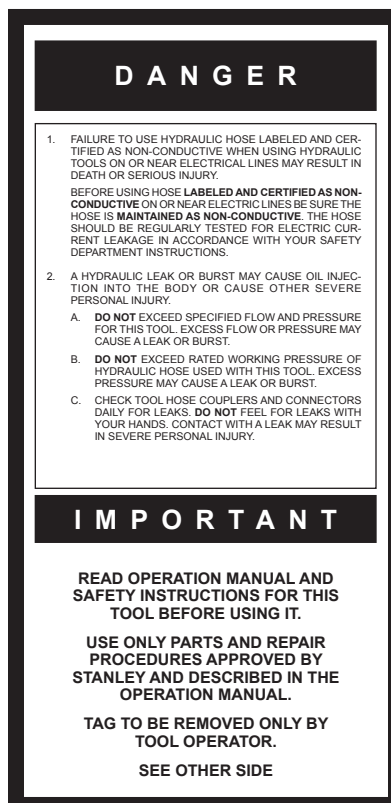 DANGER
1. FAILURE TO USE HYDRAULIC HOSE LABELED AND CER-
TIFIED AS NON-CONDUCTIVE WHEN USING HYDRAULIC
TOOLS ON OR NEAR ELECTRICAL LINES MAY RESULT IN
DEATH OR SERIOUS INJURY.
BEFORE USING HOSE LABELED AND CERTIFIED AS NON-
CONDUCTIVE ON OR NEAR ELECTRIC LINES BE SURE THE
HOSE IS MAINTAINED AS NON-CONDUCTIVE. THE HOSE
SHOULD BE REGULARLY TESTED FOR ELECTRIC CUR-
RENT LEAKAGE IN ACCORDANCE WITH YOUR SAFETY
DEPARTMENT INSTRUCTIONS.
2. A HYDRAULIC LEAK OR BURST MAY CAUSE OIL INJEC-
TION INTO THE BODY OR CAUSE OTHER SEVERE
PERSONAL INJURY.
A. DO NOT EXCEED SPECIFIED FLOW AND PRESSURE
FOR THIS TOOL. EXCESS FLOW OR PRESSURE MAY
CAUSE A LEAK OR BURST.
B. DO NOT EXCEED RATED WORKING PRESSURE OF
HYDRAULIC HOSE USED WITH THIS TOOL. EXCESS
PRESSURE MAY CAUSE A LEAK OR BURST.
C. CHECK TOOL HOSE COUPLERS AND CONNECTORS
DAILY FOR LEAKS. DO NOT FEEL FOR LEAKS WITH
YOUR HANDS. CONTACT WITH A LEAK MAY RESULT
IN SEVERE PERSONAL INJURY.
IMPORTANT
READ OPERATION MANUAL AND
SAFETY INSTRUCTIONS FOR THIS
TOOL BEFORE USING IT.
USE ONLY PARTS AND REPAIR
PROCEDURES APPROVED BY
STANLEY AND DESCRIBED IN THE
OPERATION MANUAL.
TAG TO BE REMOVED ONLY BY
TOOL OPERATOR.
SEE OTHER SIDE